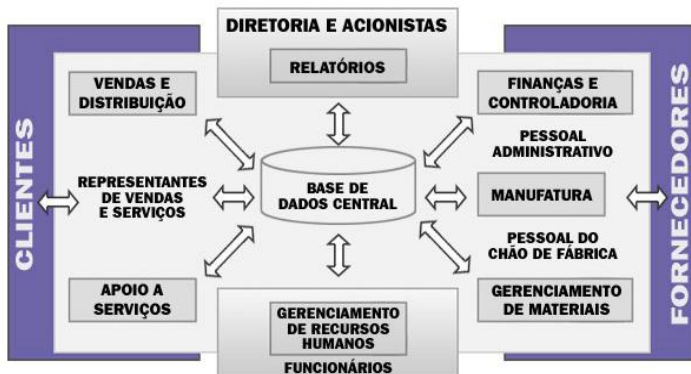 DIRETORIA E ACIONISTAS
RELATÓRIOS
CLIENTES
VENDAS E
DISTRIBUIÇÃO
REPRESENTANTES
DE VENDAS
E SERVIÇOS
APOIO A
SERVIÇOS
BASE DE
DADOS CENTRAL
GERENCIAMENTO
DE RECURSOS
HUMANOS
FUNCIONÁRIOS
FINANÇAS E
CONTROLADORIA
PESSOAL
ADMINISTRATIVO
MANUFATURA
PESSOAL DO
CHÃO DE FÁBRICA
GERENCIAMENTO
DE MATERIAIS
FORNECEDORES